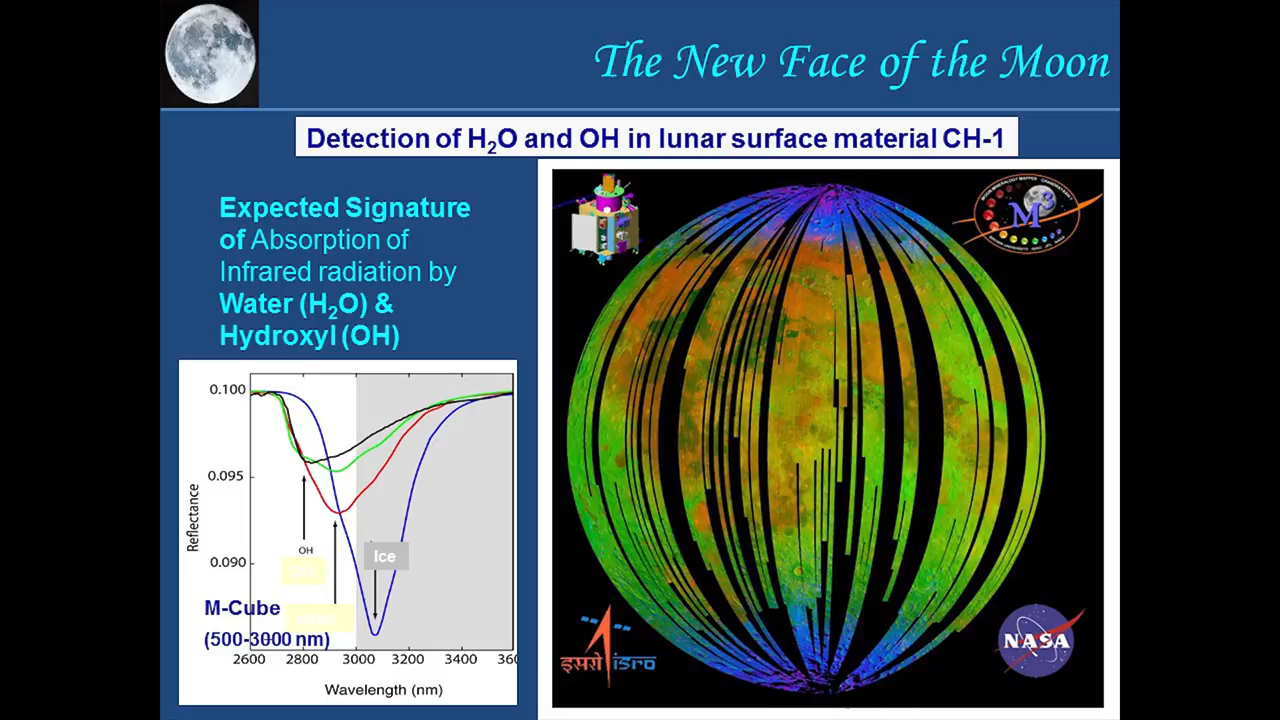 The New Face of the Moon
Detection of H₂O and OH in lunar surface material CH-1
Expected Signature
of Absorption of
Infrared radiation by
Water (H₂O) &
Hydroxyl (OH)
0.100
0.095
0.090
Reflectance
OH
Ice
M-Cube
(500-3000 nm)
2600 2800 3000 3200 3400 360
Wavelength (nm)
M³
इसरो isro
NASA